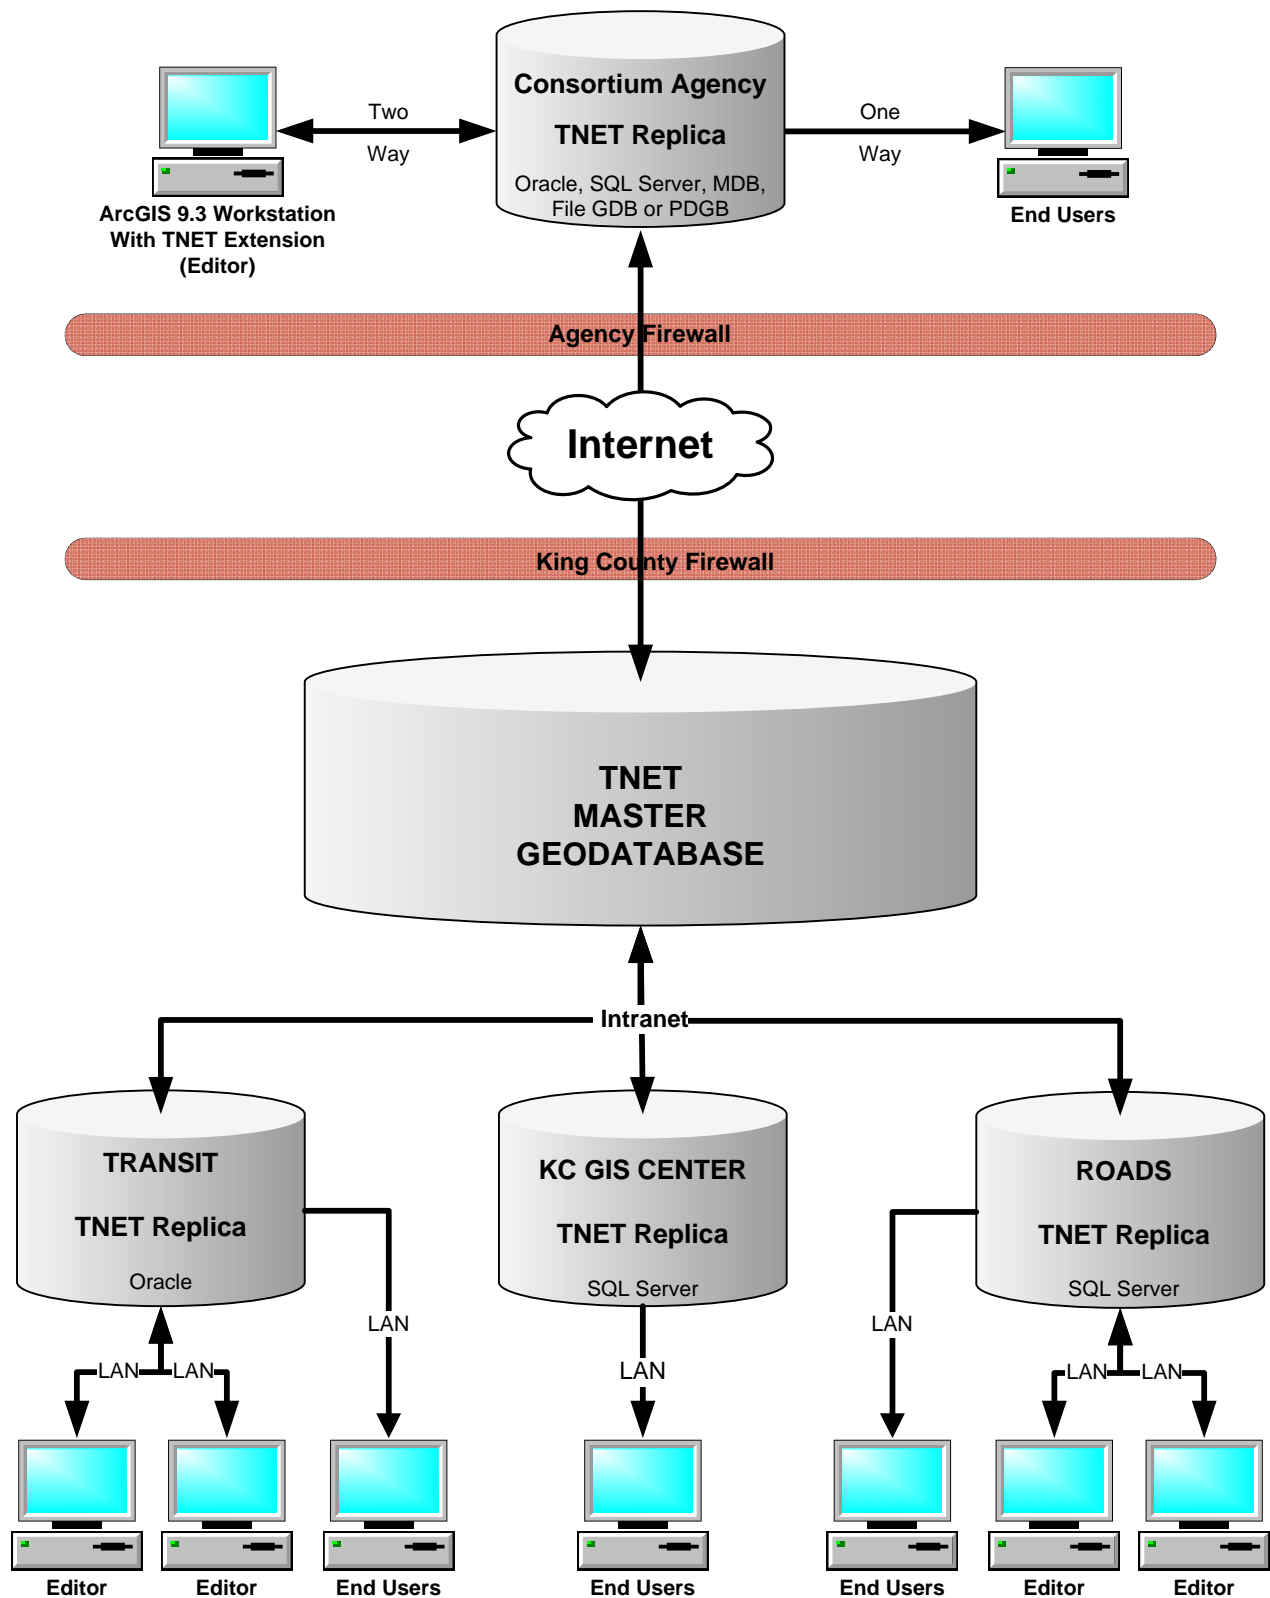 Consortium Agency
TNET Replica
Oracle, SQL Server, MDB,
File GDB or PDGB
Two
Way
One
Way
ArcGIS 9.3 Workstation
With TNET Extension
(Editor)
End Users
Agency Firewall
Internet
King County Firewall
TNET
MASTER
GEODATABASE
Intranet
TRANSIT
TNET Replica
Oracle
KC GIS CENTER
TNET Replica
SQL Server
ROADS
TNET Replica
SQL Server
LAN
LAN
LAN
LAN
LAN
LAN
LAN
Editor
Editor
End Users
End Users
End Users
Editor
Editor